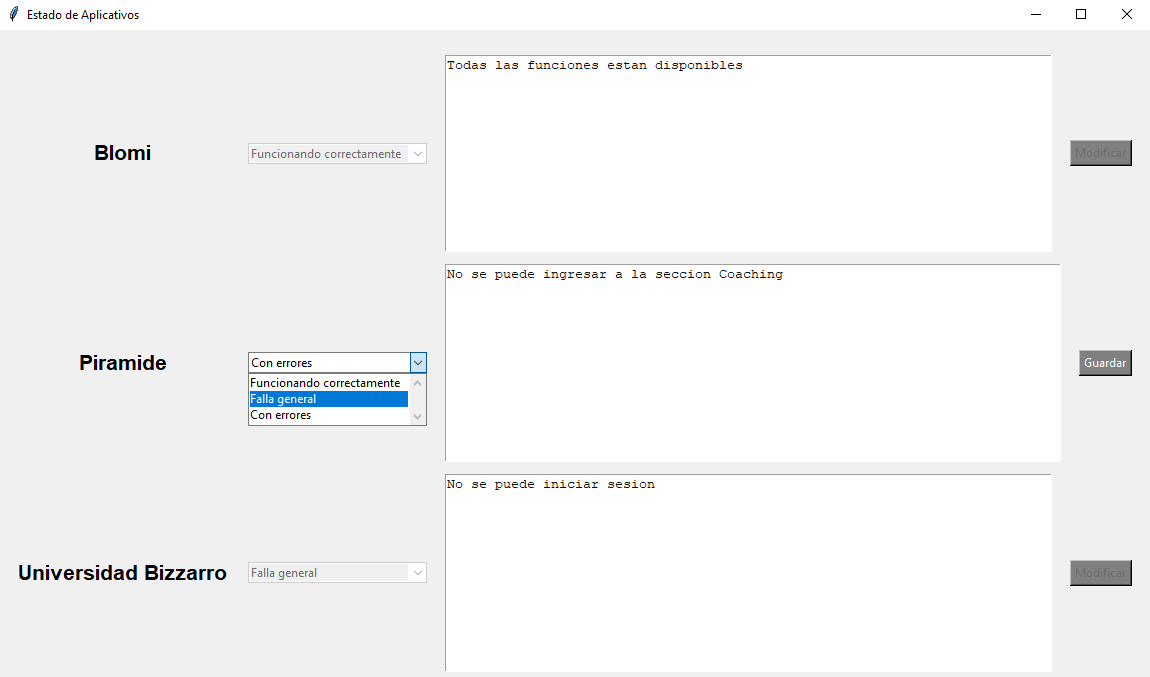 Estado de Aplicativos
Todas las funciones estan disponibles
Blomi
Funcionando correctamente
Modificar
No se puede ingresar a la seccion Coaching
Piramide
Con errores
Guardar
Funcionando correctamente
Falla general
Con errores
No se puede iniciar sesion
Universidad Bizzarro
Falla general
Modificar